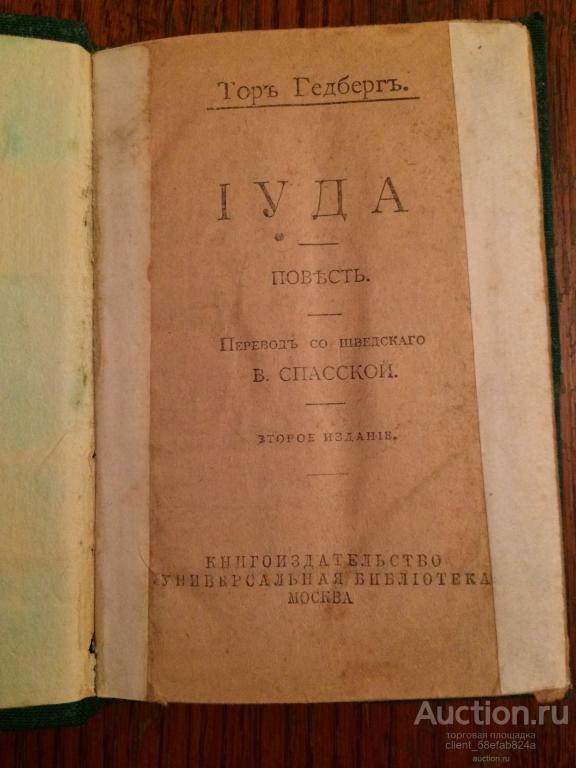 Торъ Гедбергъ.
ІУДА
ПОВѢСТЬ.
Переводъ со шведскаго
В. СПАССКОЙ.
ВТОРОЕ ИЗДАНІЕ.
КНИГОИЗДАТЕЛЬСТВО
УНИВЕРСАЛЬНАЯ БИБЛІОТЕКА
МОСКВА
Auction.ru
торговая площадка
client_58efab824a
auction.ru